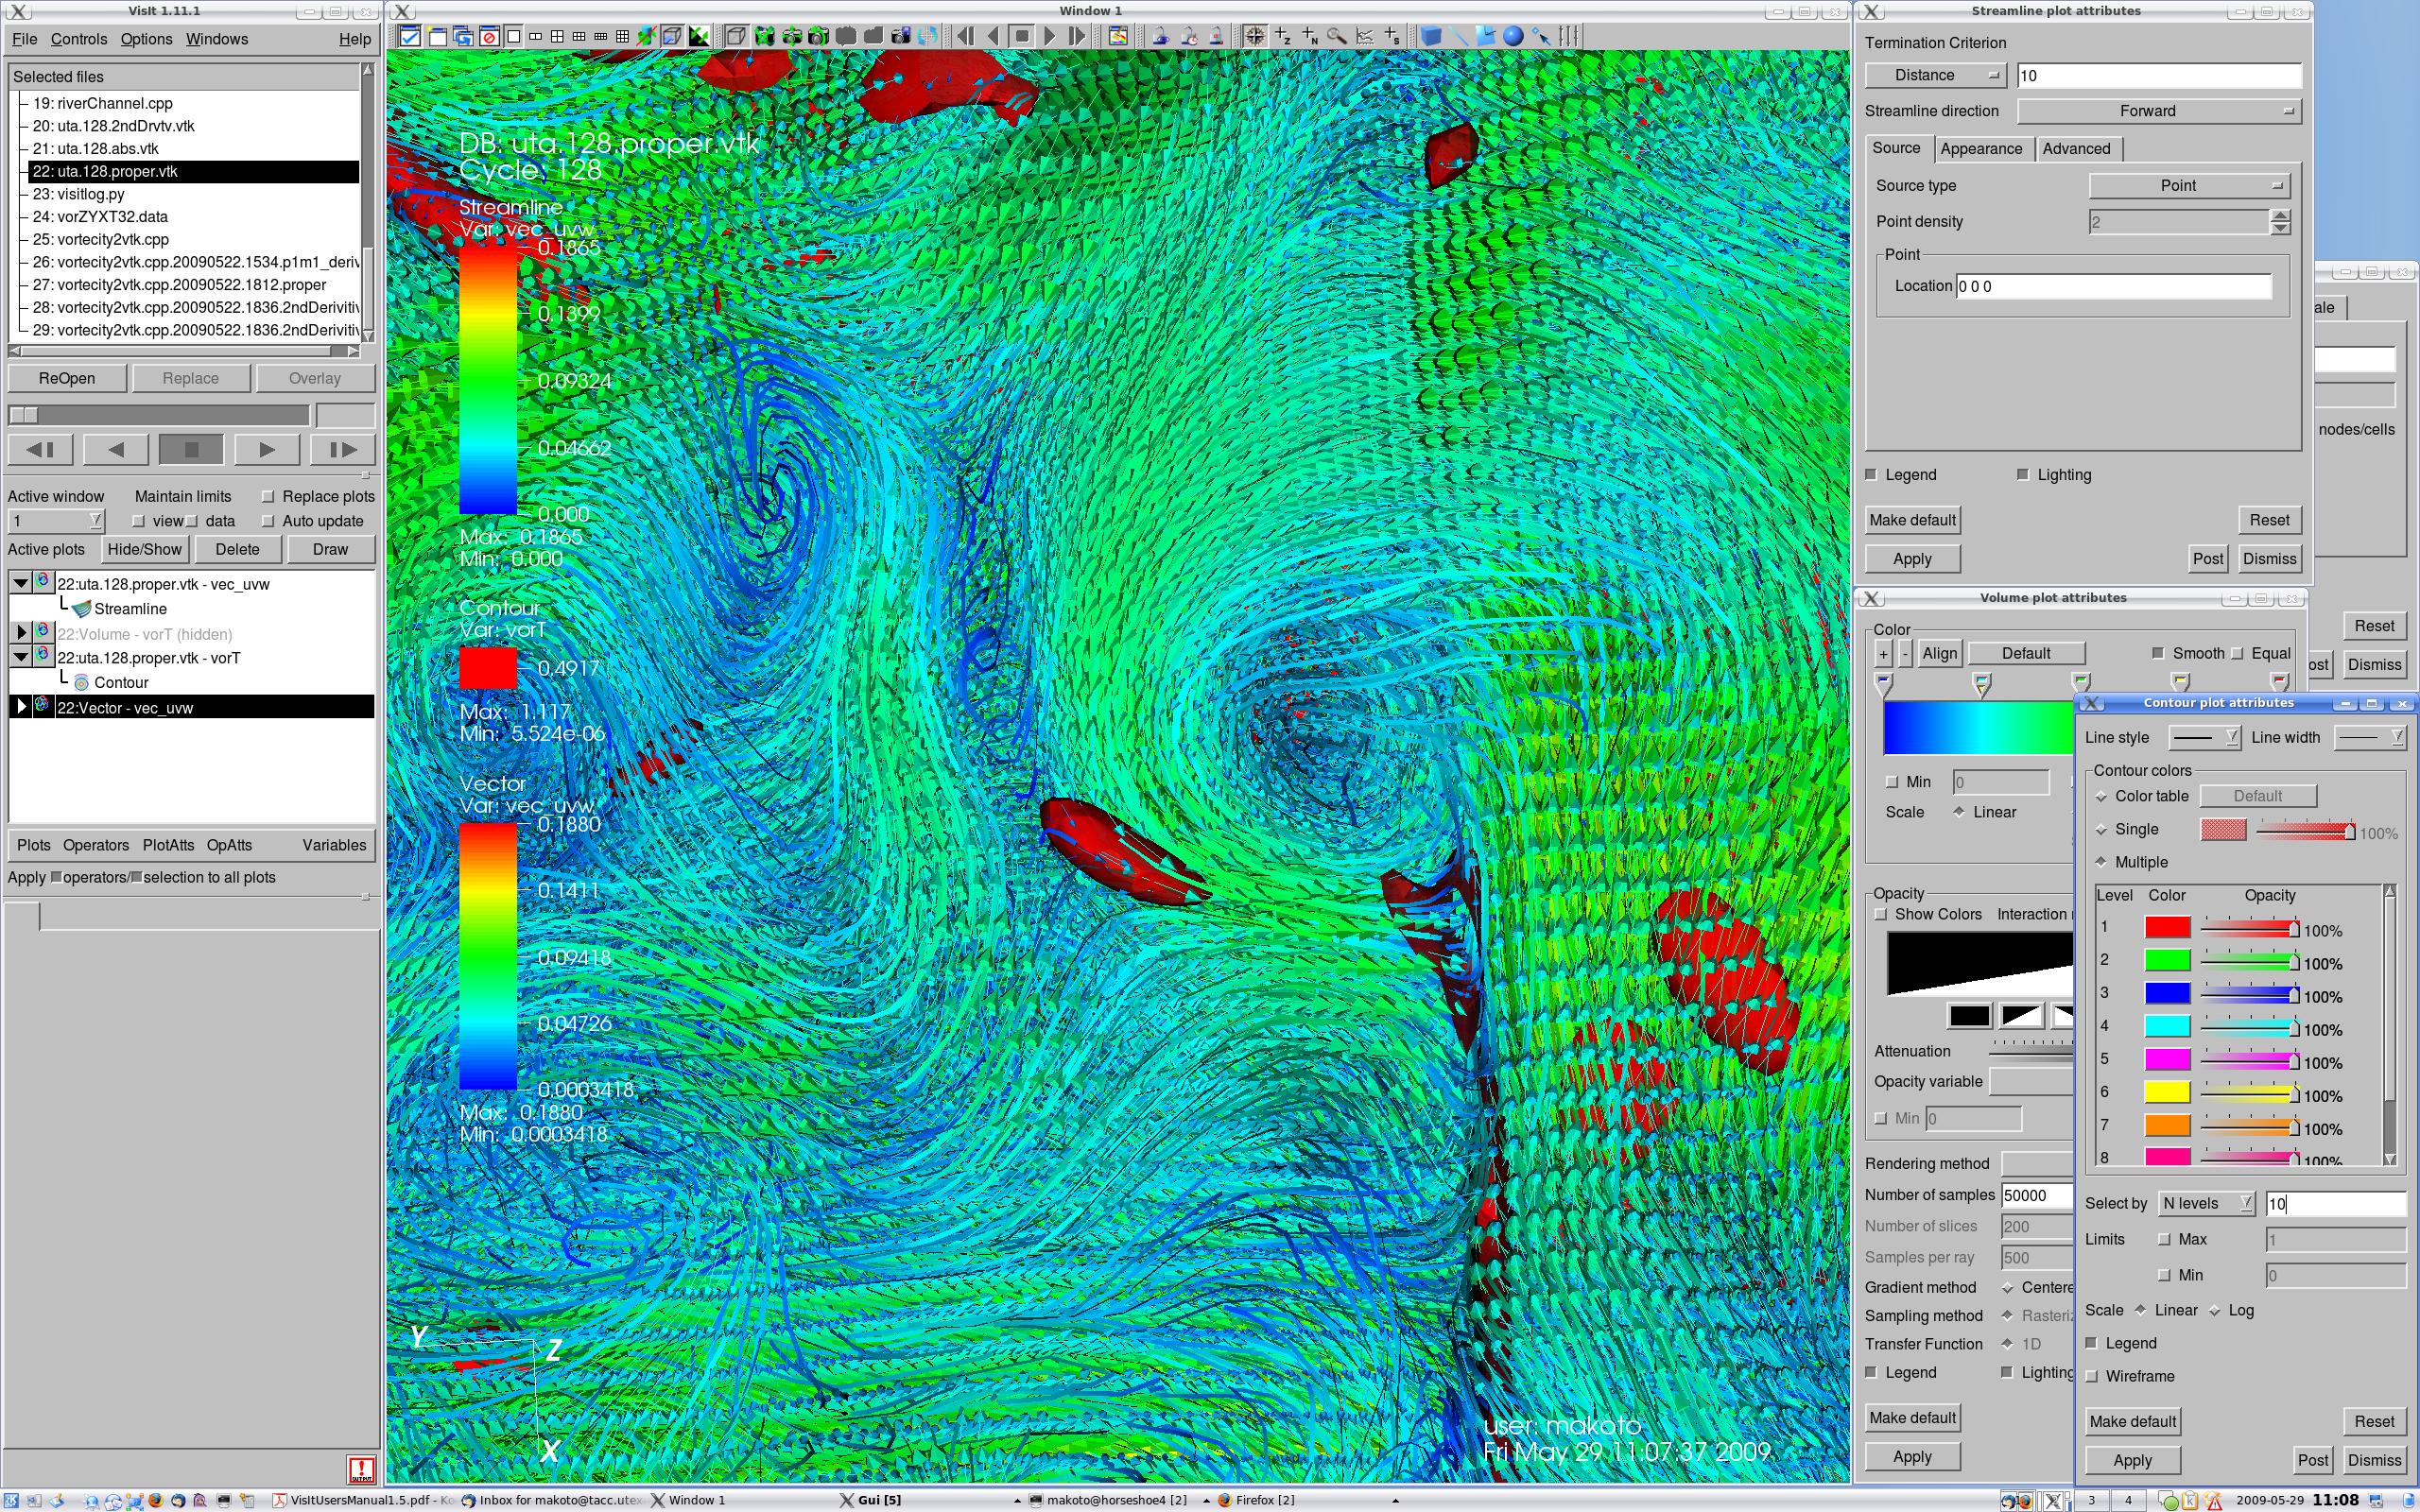 VisIt 1.11.1
File Controls Options Windows Help
Selected files
19: riverChannel.cpp
20: uta.128.2ndDrvtv.vtk
21: uta.128.abs.vtk
22: uta.128.proper.vtk
23: visitlog.py
24: vorZYXT32.data
25: vortecity2vtk.cpp
26: vortecity2vtk.cpp.20090522.1534.p1m1_deriv
27: vortecity2vtk.cpp.20090522.1812.proper
28: vortecity2vtk.cpp.20090522.1836.2ndDerivitiv
29: vortecity2vtk.cpp.20090522.1836.2ndDerivitiv
ReOpen Replace Overlay
Active window Maintain limits Replace plots
1 view data Auto update
Active plots Hide/Show Delete Draw
22:uta.128.proper.vtk - vec_uvw
Streamline
22:Volume - vorT (hidden)
22:uta.128.proper.vtk - vorT
Contour
22:Vector - vec_uvw
Plots Operators PlotAtts OpAtts Variables
Apply operators/ selection to all plots
Window 1
DB: uta.128.proper.vtk
Cycle: 128
Streamline
Var: vec_uvw
0.1865
0.1399
0.09324
0.04662
0.000
Max: 0.1865
Min: 0.000
Contour
Var: vorT
0.4917
Max: 1.117
Min: 5.524e-06
Vector
Var: vec_uvw
0.1880
0.1411
0.09418
0.04726
0.0003418
Max: 0.1880
Min: 0.0003418
Y
Z
X
user: makoto
Fri May 29 11:07:37 2009
Streamline plot attributes
Termination Criterion
Distance 10
Streamline direction Forward
Source Appearance Advanced
Source type Point
Point density 2
Point
Location 0 0 0
Legend Lighting
Make default Reset
Apply Post Dismiss
ale
nodes/cells
Reset
ost Dismiss
Volume plot attributes
Color
+ - Align Default Smooth Equal
Min 0
Scale Linear
Opacity
Show Colors Interaction
Attenuation
Opacity variable
Min 0
Rendering method
Number of samples 50000
Number of slices 200
Samples per ray 500
Gradient method Centere
Sampling method Rasteriz
Transfer Function 1D
Legend Lighting
Make default
Apply
Contour plot attributes
Line style Line width
Contour colors
Color table Default
Single 100%
Multiple
Level Color Opacity
1 100%
2 100%
3 100%
4 100%
5 100%
6 100%
7 100%
8 100%
Select by N levels 10
Limits Max 1
Min 0
Scale Linear Log
Legend
Wireframe
Make default Reset
Apply Post Dismiss
VisItUsersManual1.5.pdf - Ko Inbox for makoto@tacc.utex Window 1 Gui [5] makoto@horseshoe4 [2] Firefox [2] 3 4 2009-05-29 11:08